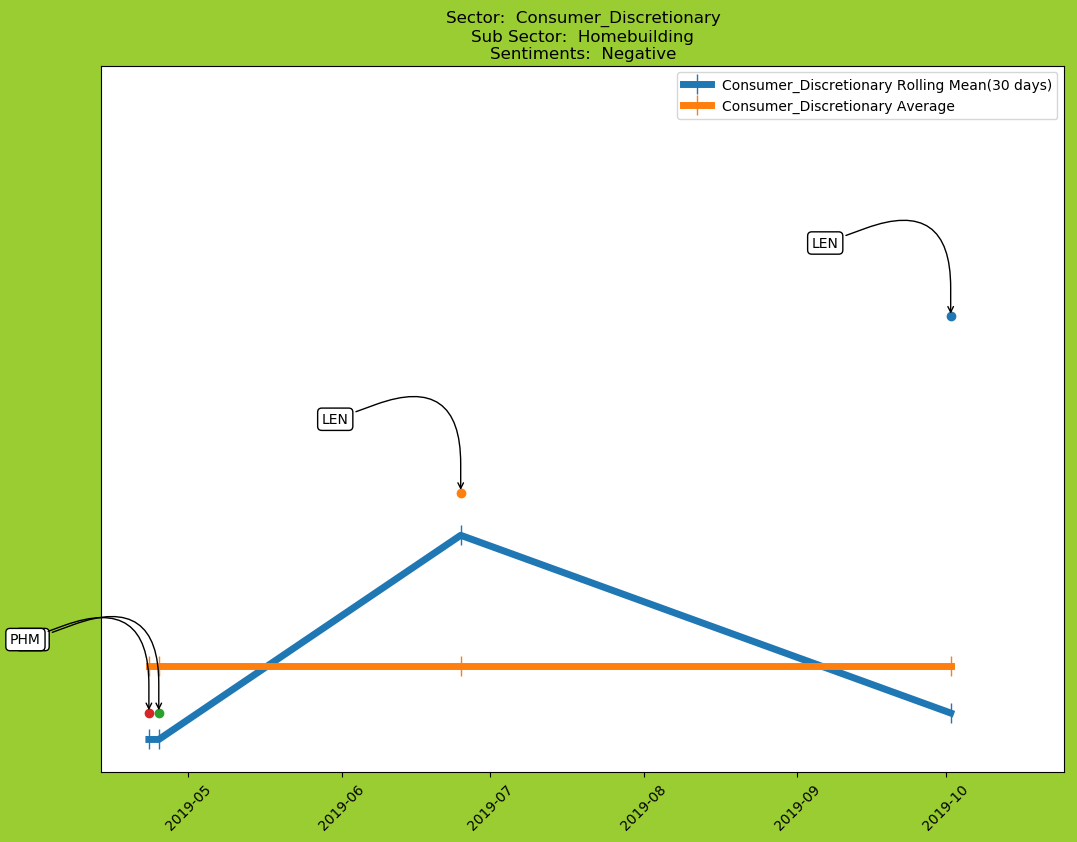 Sector:  Consumer_Discretionary
Sub Sector:  Homebuilding
Sentiments:  Negative
Consumer_Discretionary Rolling Mean(30 days)
Consumer_Discretionary Average
LEN
LEN
PHM
2019-05
2019-06
2019-07
2019-08
2019-09
2019-10